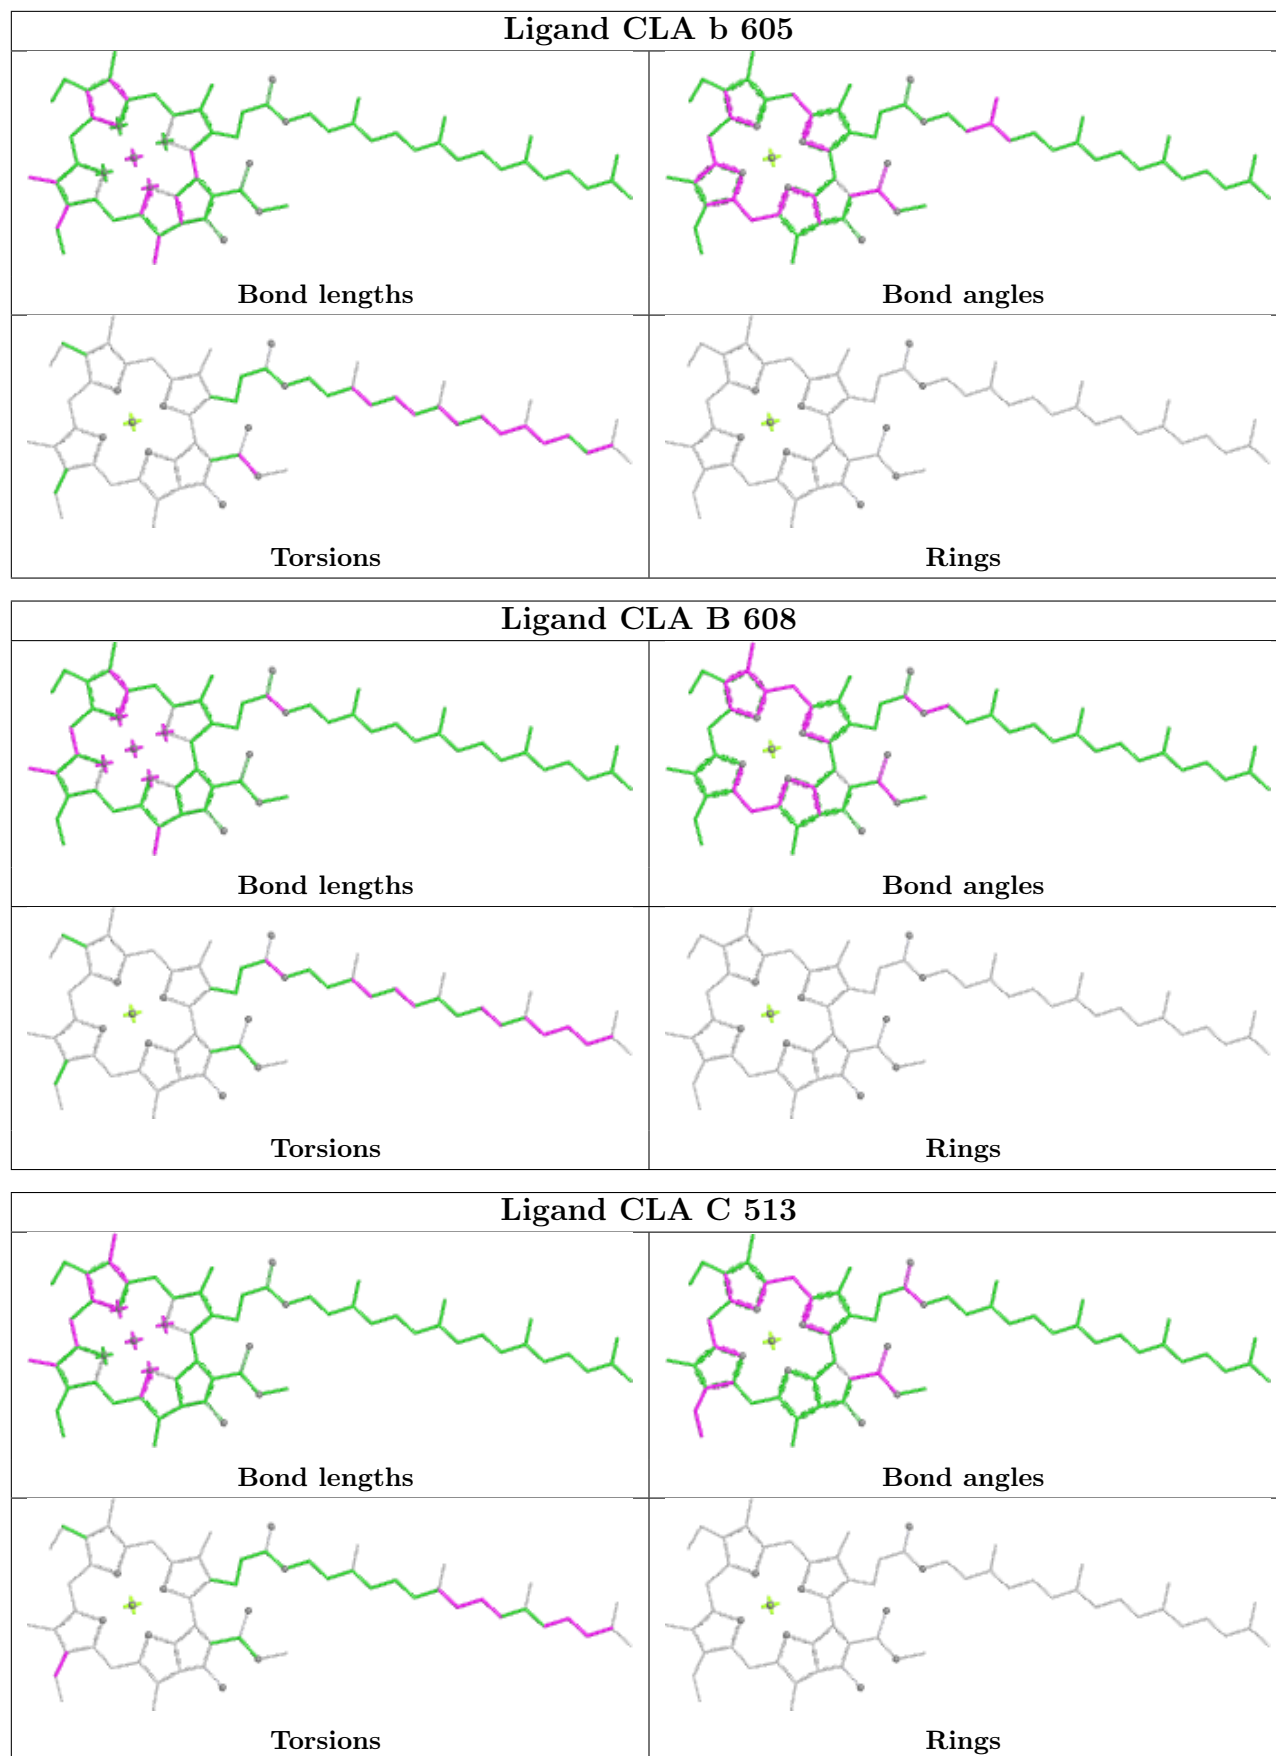 Ligand CLA b 605
Bond lengths
Bond angles
Torsions
Rings
Ligand CLA B 608
Bond lengths
Bond angles
Torsions
Rings
Ligand CLA C 513
Bond lengths
Bond angles
Torsions
Rings